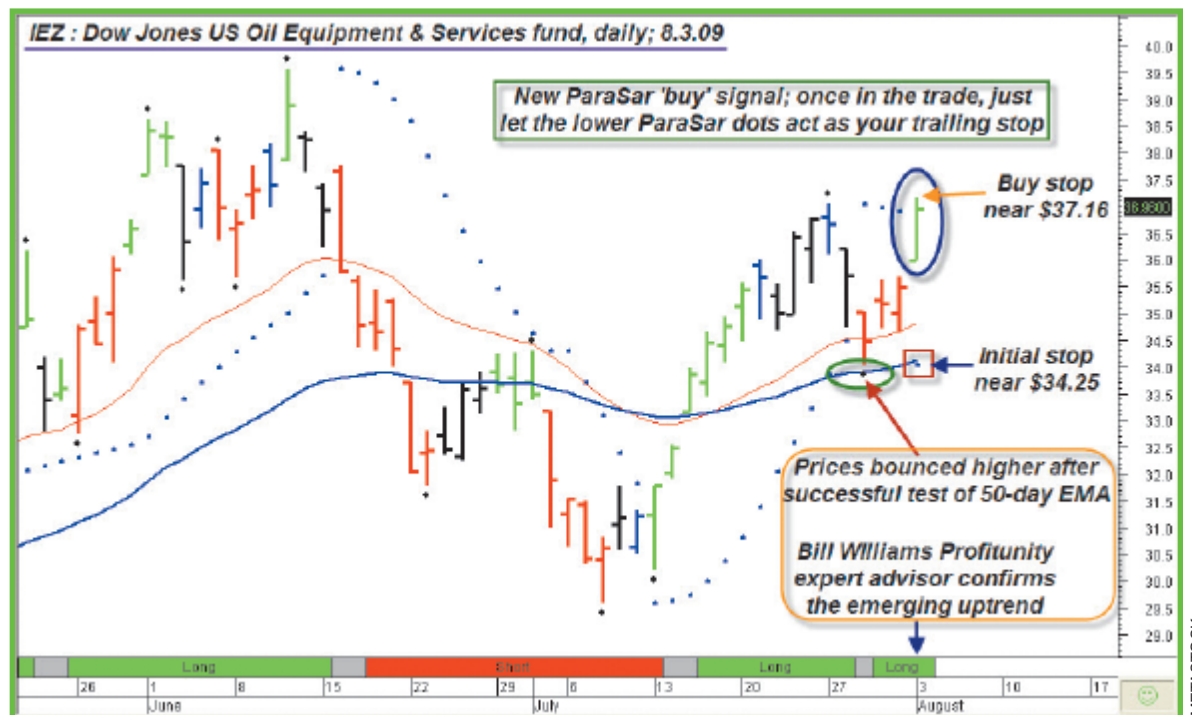 IEZ : Dow Jones US Oil Equipment & Services fund, daily; 8.3.09
New ParaSar 'buy' signal; once in the trade, just
let the lower ParaSar dots act as your trailing stop
Buy stop
near $37.16
Initial stop
near $34.25
Prices bounced higher after
successful test of 50-day EMA
Bill Williams Profitunity
expert advisor confirms
the emerging uptrend
40.0
39.5
39.0
38.5
38.0
37.5
36.9600
36.5
36.0
35.5
35.0
34.5
34.0
33.5
33.0
32.5
32.0
31.5
31.0
30.5
30.0
29.5
29.0
Long Short Long Long
26 1 8 15 22 29 6 13 20 27 3 10 17
June July August